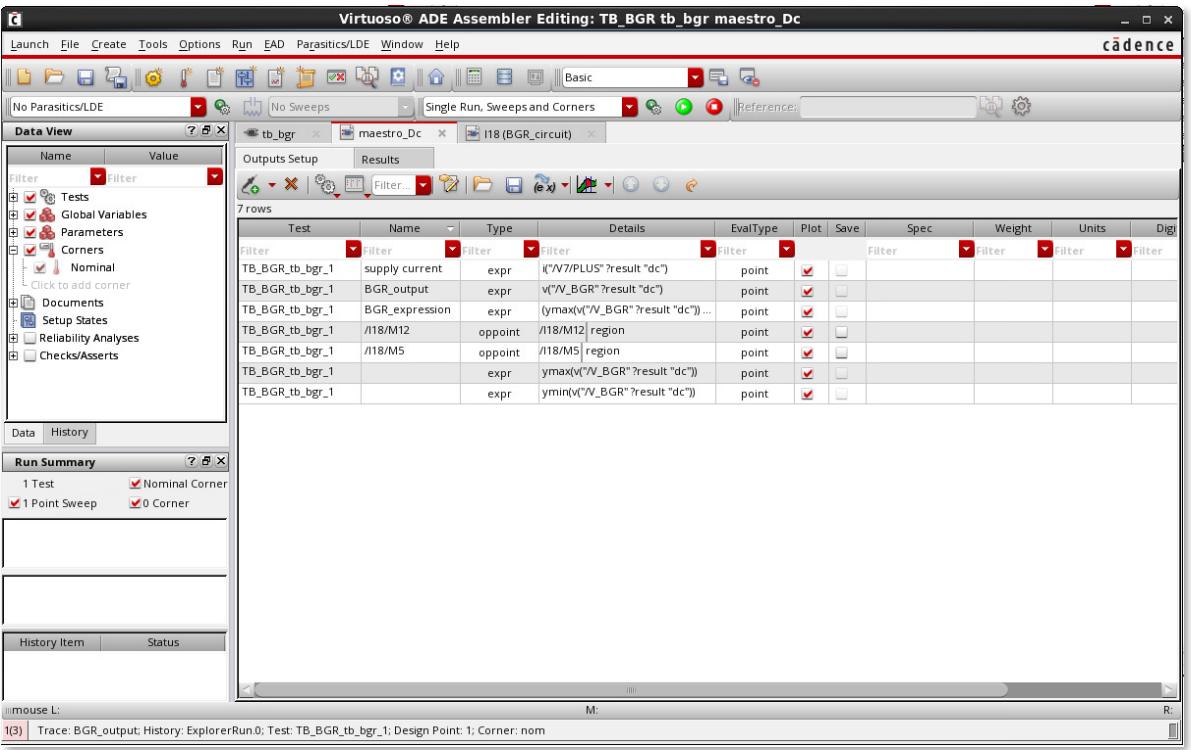 Virtuoso® ADE Assembler Editing: TB_BGR tb_bgr maestro_Dc
Launch File Create Tools Options Run EAD Parasitics/LDE Window Help
cādence
Basic
No Parasitics/LDE No Sweeps Single Run, Sweeps and Corners Reference:
Data View
Name Value
Filter Filter
Tests
Global Variables
Parameters
Corners
Nominal
Click to add corner
Documents
Setup States
Reliability Analyses
Checks/Asserts
Data History
Run Summary
1 Test Nominal Corner
1 Point Sweep 0 Corner
History Item Status
tb_bgr maestro_Dc I18 (BGR_circuit)
Outputs Setup Results
Filter... (ex)
7 rows
Test Name Type Details EvalType Plot Save Spec Weight Units Digi
Filter Filter Filter Filter Filter Filter Filter Filter Filter
TB_BGR_tb_bgr_1 supply current expr i("/V7/PLUS" ?result "dc") point
TB_BGR_tb_bgr_1 BGR_output expr v("/V_BGR" ?result "dc") point
TB_BGR_tb_bgr_1 BGR_expression expr (ymax(v("/V_BGR" ?result "dc")) ... point
TB_BGR_tb_bgr_1 /I18/M12 oppoint /I18/M12 region point
TB_BGR_tb_bgr_1 /I18/M5 oppoint /I18/M5 region point
TB_BGR_tb_bgr_1 expr ymax(v("/V_BGR" ?result "dc")) point
TB_BGR_tb_bgr_1 expr ymin(v("/V_BGR" ?result "dc")) point
mouse L: M: R:
1(3) Trace: BGR_output; History: ExplorerRun.0; Test: TB_BGR_tb_bgr_1; Design Point: 1; Corner: nom